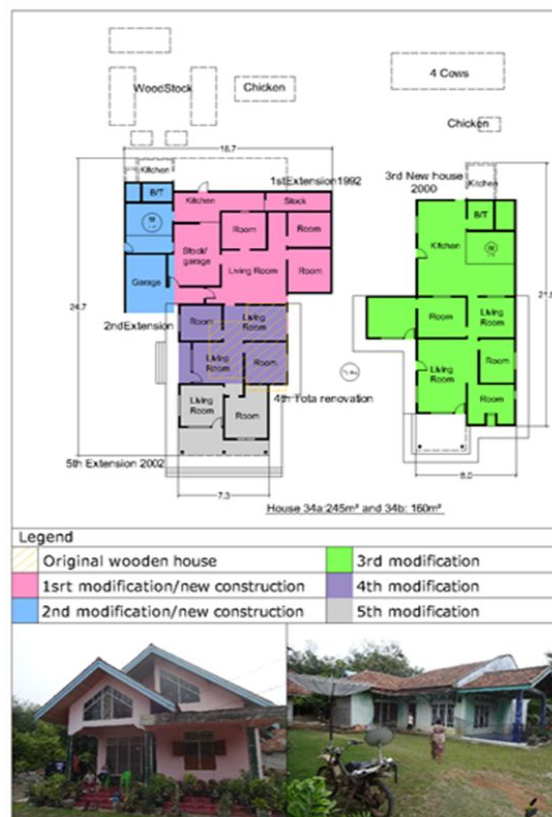 4 Cows
WoodStock
Chicken
Chicken
18.7
Kitchen
1stExtension1992
3rd New house
2000
Kitchen
B/T
Kitchen
Stock
B/T
Room
Room
Kitchen
Stock/
garage
Living Room
Room
Garage
24.7
21.5
2ndExtension
Room
Living
Room
Room
Living
Room
Living
Room
Room
Room
4th Tota renovation
Living
Room
Living
Room
Room
Room
5th Extension 2002
7.3
8.0
House 34a:245m² and 34b: 160m²
Legend
Original wooden house
3rd modification
1srt modification/new construction
4th modification
2nd modification/new construction
5th modification